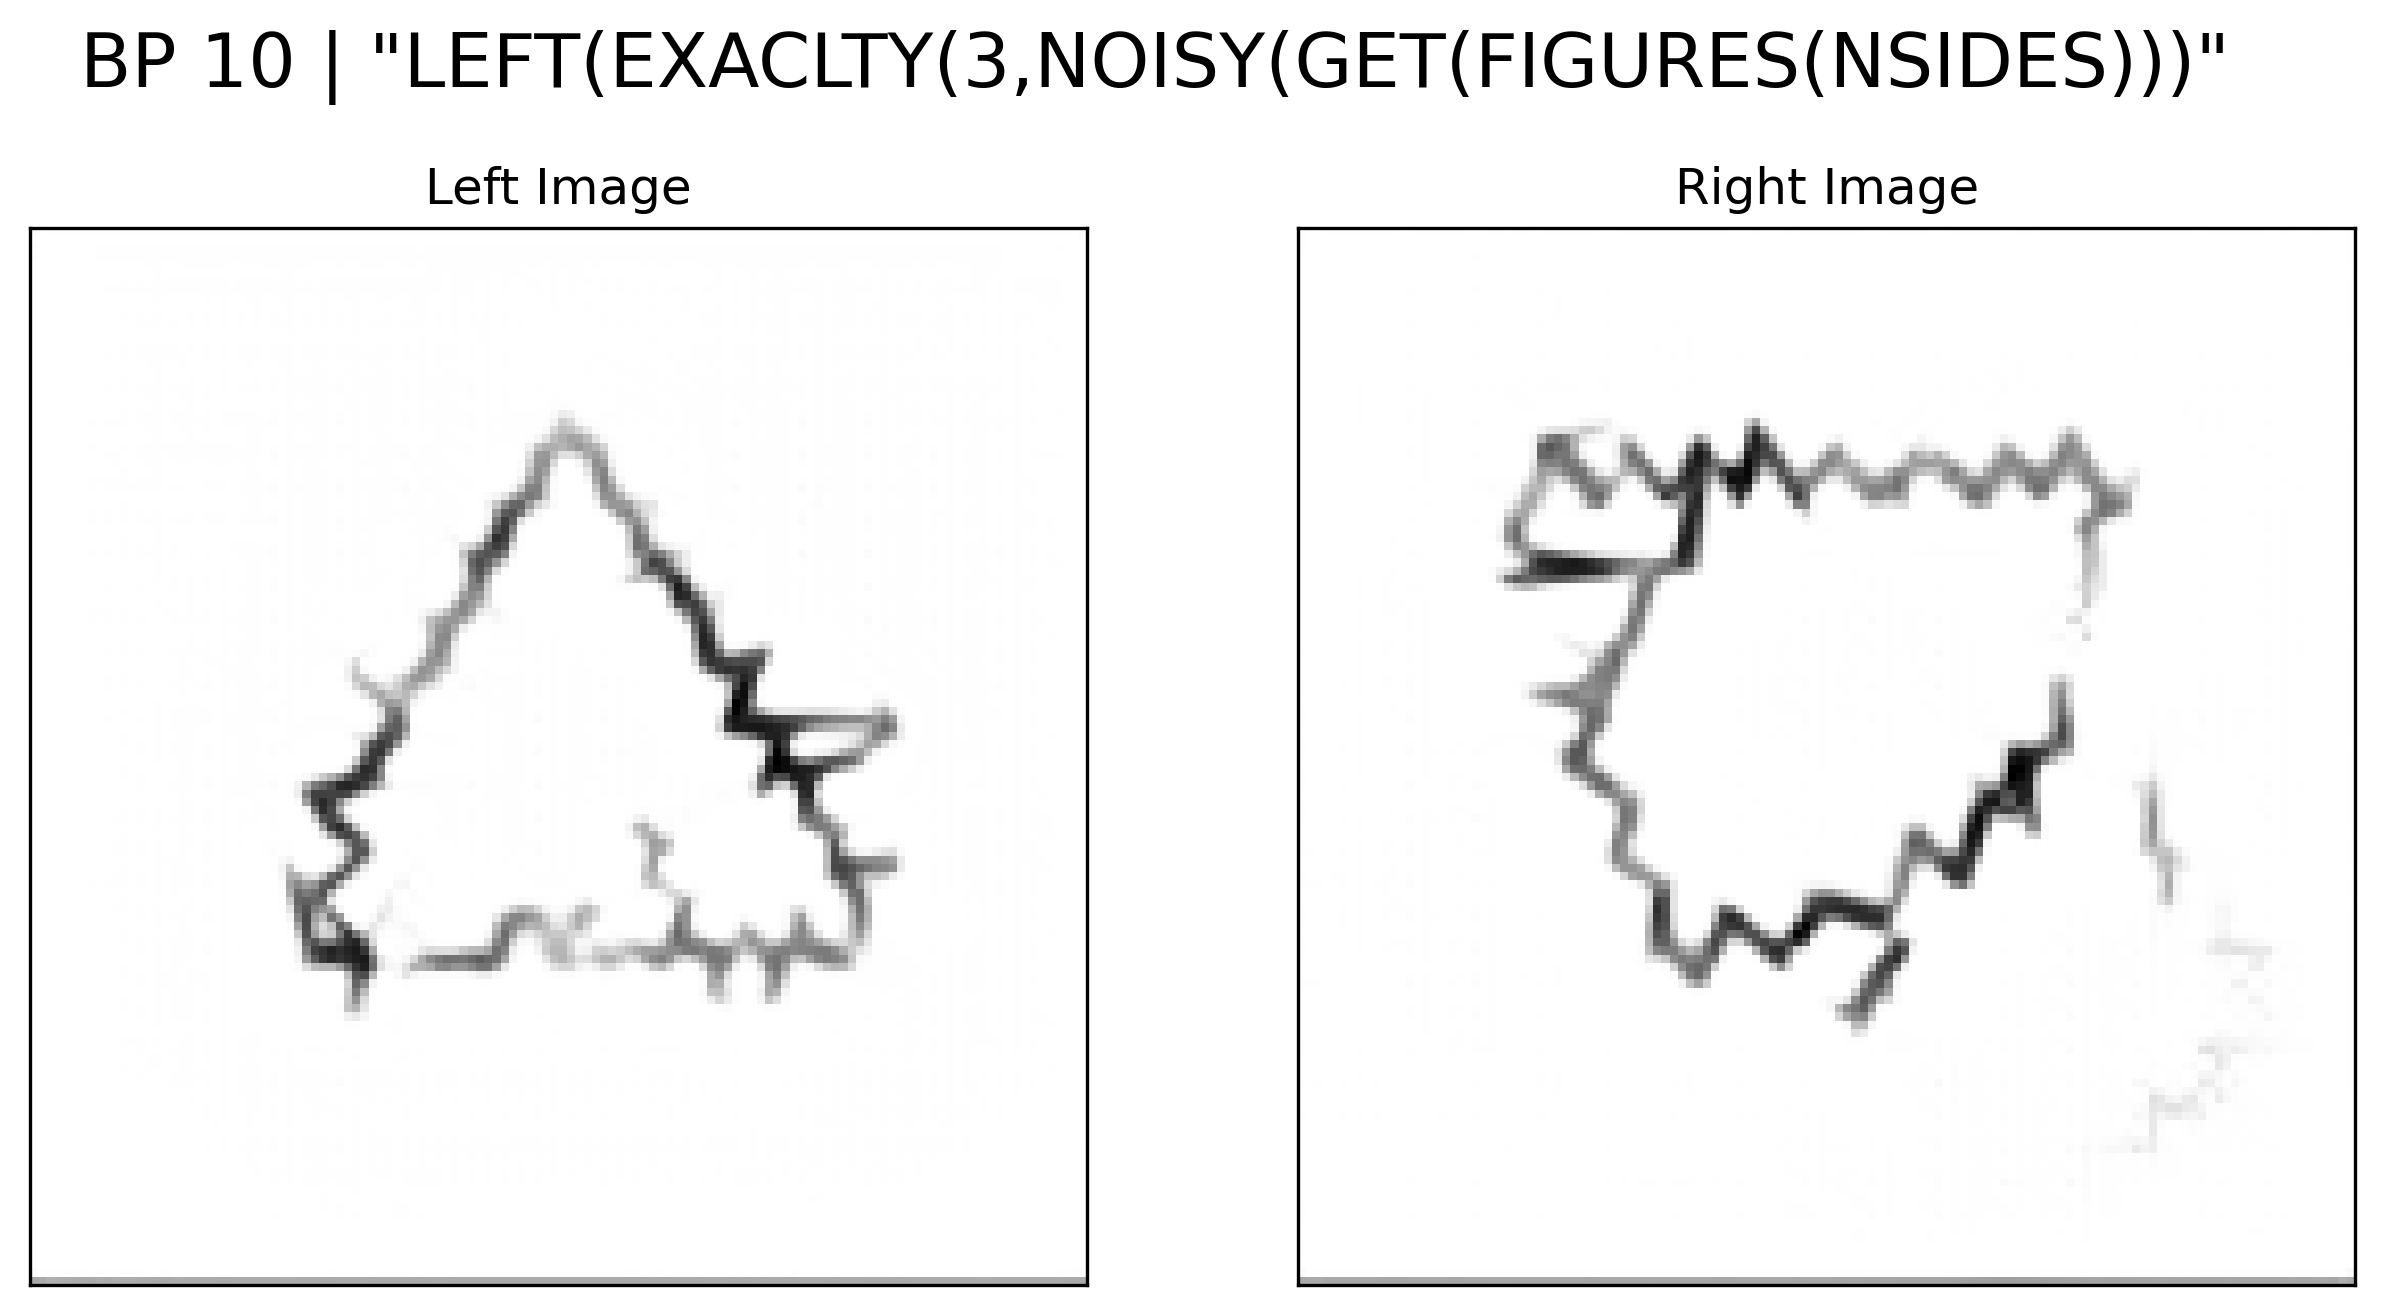 BP 10 | "LEFT(EXACLTY(3,NOISY(GET(FIGURES(NSIDES)))"
Left Image
Right Image